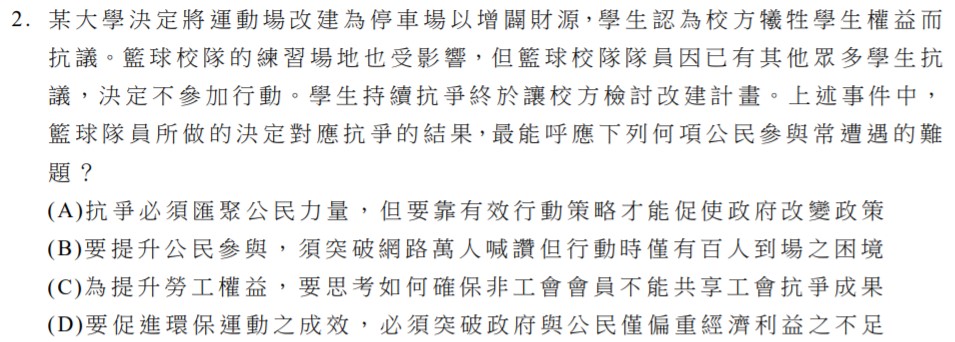 2. 某大學決定將運動場改建為停車場以增闢財源，學生認為校方犧牲學生權益而
抗議。籃球校隊的練習場地也受影響，但籃球校隊隊員因已有其他眾多學生抗
議，決定不參加行動。學生持續抗爭終於讓校方檢討改建計畫。上述事件中，
籃球隊員所做的決定對應抗爭的結果，最能呼應下列何項公民參與常遭遇的難
題？
(A)抗爭必須匯聚公民力量，但要靠有效行動策略才能促使政府改變政策
(B)要提升公民參與，須突破網路萬人喊讚但行動時僅有百人到場之困境
(C)為提升勞工權益，要思考如何確保非工會會員不能共享工會抗爭成果
(D)要促進環保運動之成效，必須突破政府與公民僅偏重經濟利益之不足